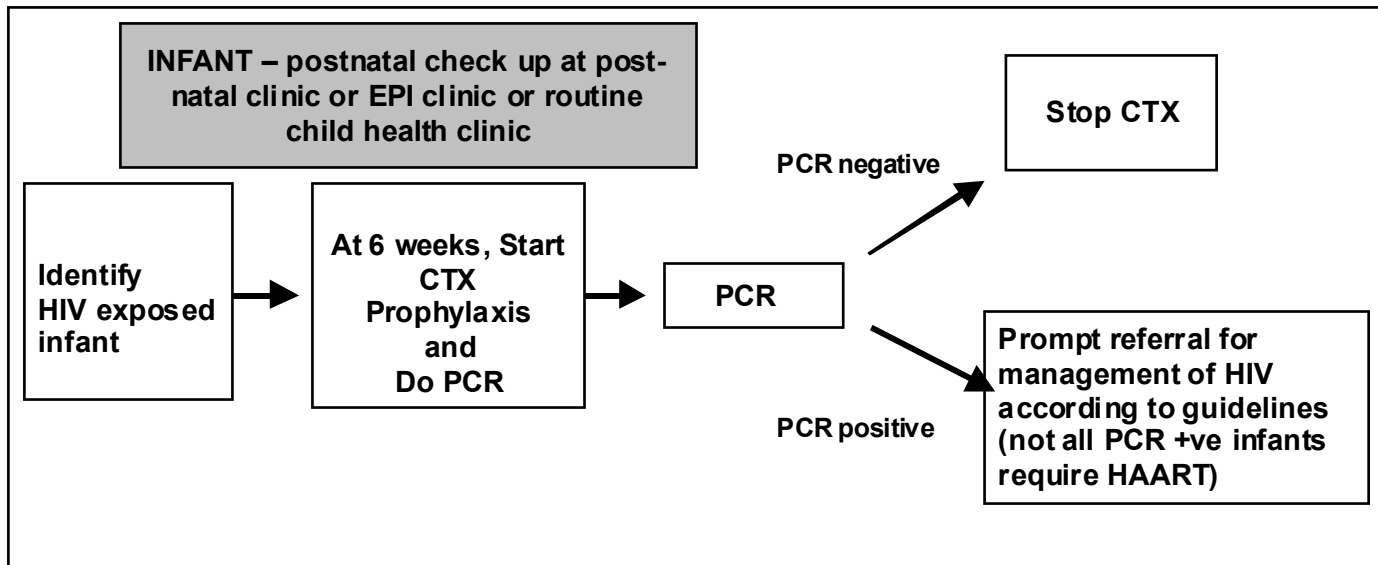 INFANT – postnatal check up at post-
natal clinic or EPI clinic or routine
child health clinic
Identify
HIV exposed
infant
At 6 weeks, Start
CTX
Prophylaxis
and
Do PCR
PCR
PCR negative
Stop CTX
PCR positive
Prompt referral for
management of HIV
according to guidelines
(not all PCR +ve infants
require HAART)